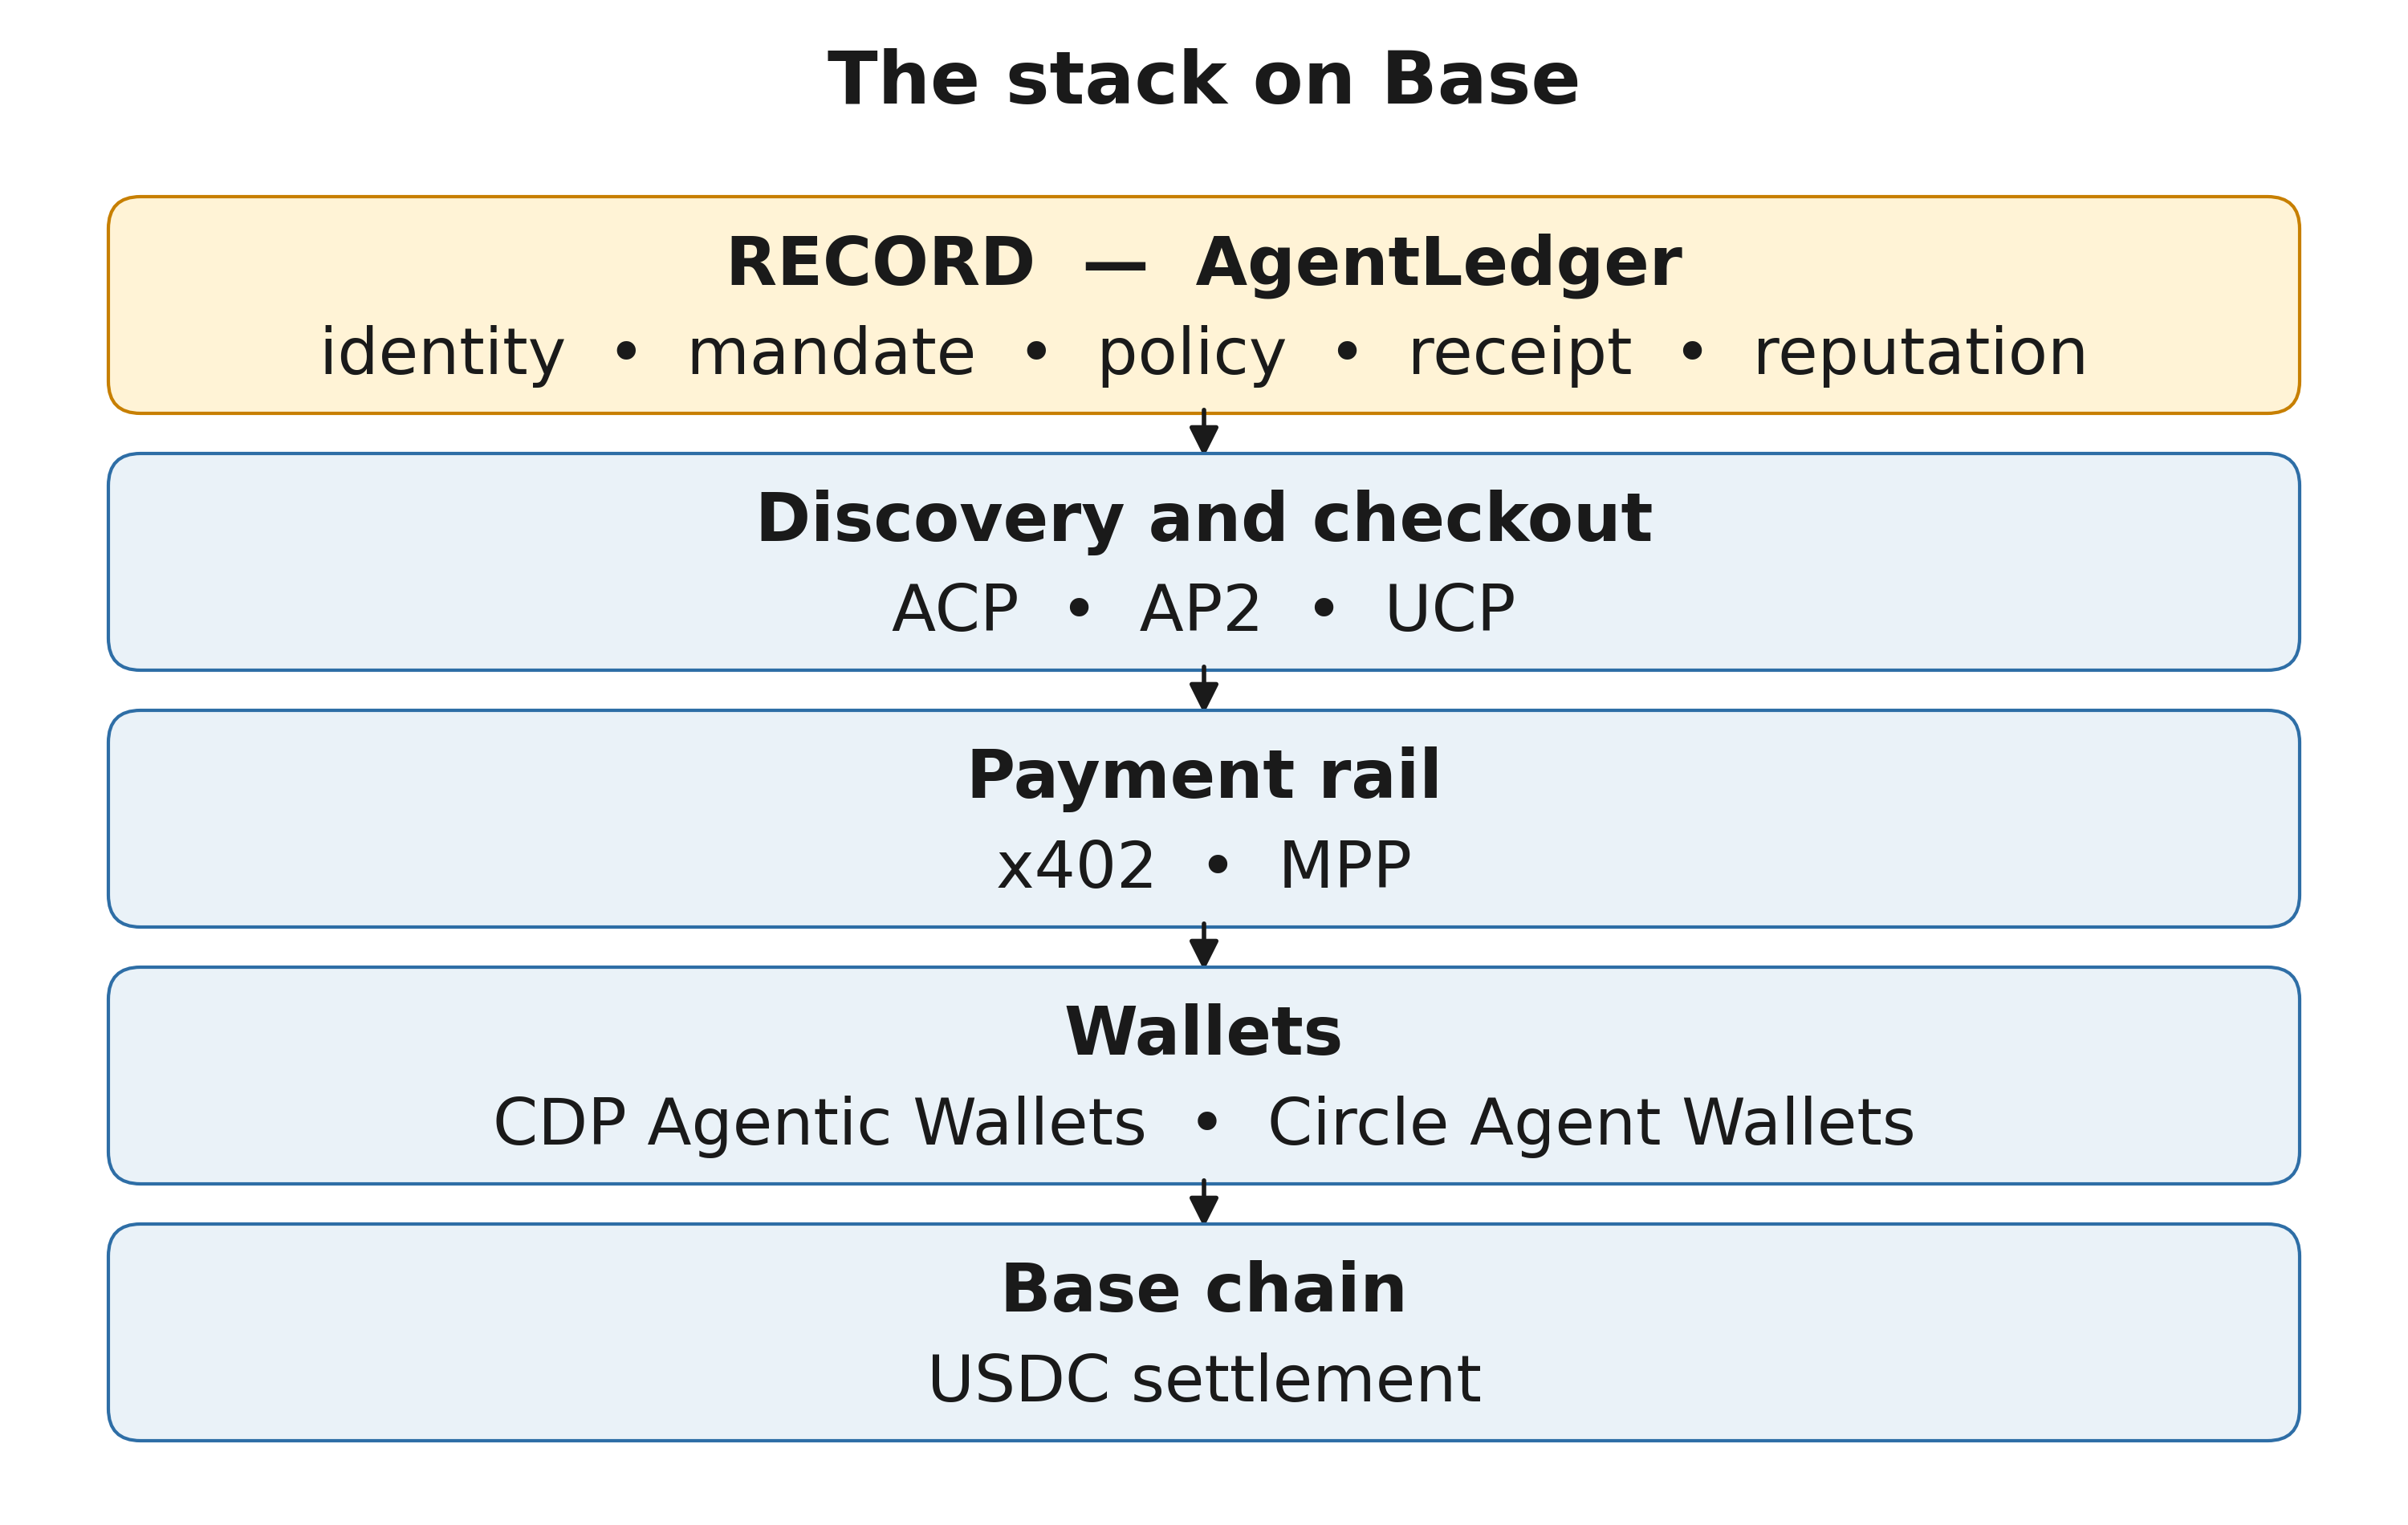 The stack on Base
RECORD — AgentLedger
identity • mandate • policy • receipt • reputation
Discovery and checkout
ACP • AP2 • UCP
Payment rail
x402 • MPP
Wallets
CDP Agentic Wallets • Circle Agent Wallets
Base chain
USDC settlement